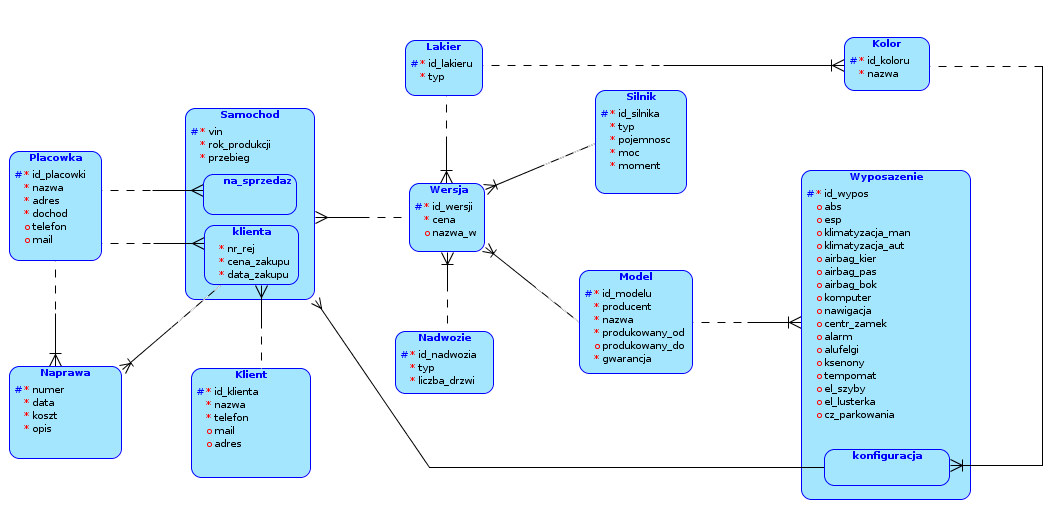 Lakier
# * id_lakieru
* typ
Kolor
# * id_koloru
* nazwa
Silnik
# * id_silnika
* typ
* pojemnosc
* moc
* moment
Samochod
# * vin
* rok_produkcji
* przebieg
na_sprzedaz
klienta
* nr_rej
* cena_zakupu
* data_zakupu
Placowka
# * id_placowki
* nazwa
* adres
* dochod
o telefon
o mail
Wersja
# * id_wersji
* cena
o nazwa_w
Wyposazenie
# * id_wypos
o abs
o esp
o klimatyzacja_man
o klimatyzacja_aut
o airbag_kier
o airbag_pas
o airbag_bok
o komputer
o nawigacja
o centr_zamek
o alarm
o alufelgi
o ksenony
o tempomat
o el_szyby
o el_lusterka
o cz_parkowania
konfiguracja
Model
# * id_modelu
* producent
* nazwa
* produkowany_od
o produkowany_do
* gwarancja
Nadwozie
# * id_nadwozia
* typ
* liczba_drzwi
Naprawa
# * numer
* data
* koszt
* opis
Klient
# * id_klienta
* nazwa
* telefon
o mail
o adres